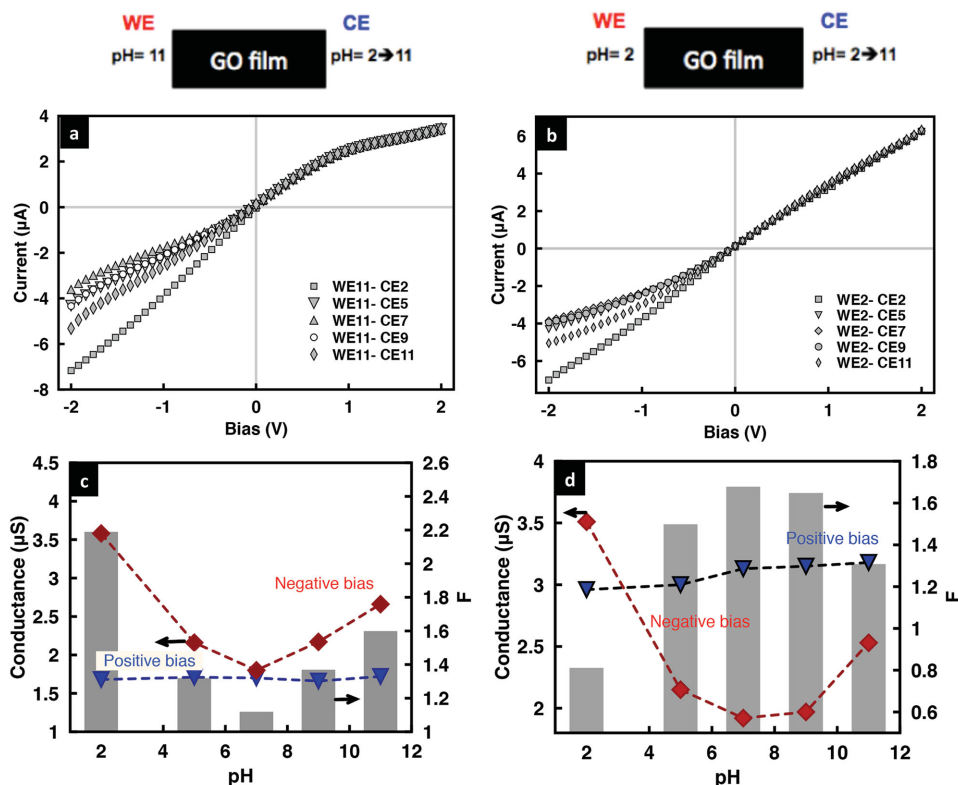 WE CE WE CE
pH= 11 GO film pH= 2➔11 pH= 2 GO film pH= 2➔11
a
4
2
0
-2
-4
-6
-8
Current (µA)
WE11- CE2
WE11- CE5
WE11- CE7
WE11- CE9
WE11- CE11
-2 -1 0 1 2
Bias (V)
b
6
4
2
0
-2
-4
-6
Current (µA)
WE2- CE2
WE2- CE5
WE2- CE7
WE2- CE9
WE2- CE11
-2 -1 0 1 2
Bias (V)
c
4.5
4
3.5
3
2.5
2
1.5
1
Conductance (µS)
Negative bias
Positive bias
2.6
2.4
2.2
2
1.8
1.6
1.4
1.2
1
F
0 2 4 6 8 10 12
pH
d
4
3.5
3
2.5
2
Conductance (µS)
Positive bias
Negative bias
1.8
1.6
1.4
1.2
1
0.8
0.6
F
0 2 4 6 8 10 12
pH